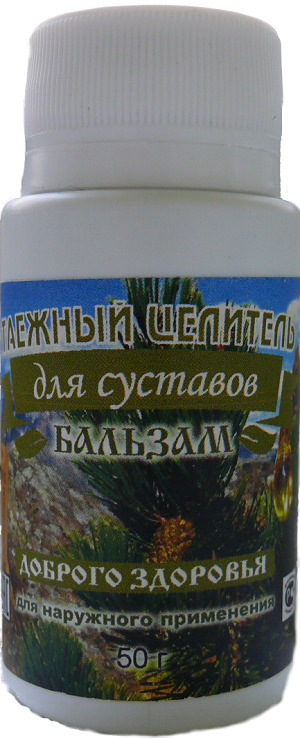 ТАЕЖНЫЙ ЦЕЛИТЕЛЬ
для суставов
БАЛЬЗАМ
ДОБРОГО ЗДОРОВЬЯ
для наружного применения
50 г